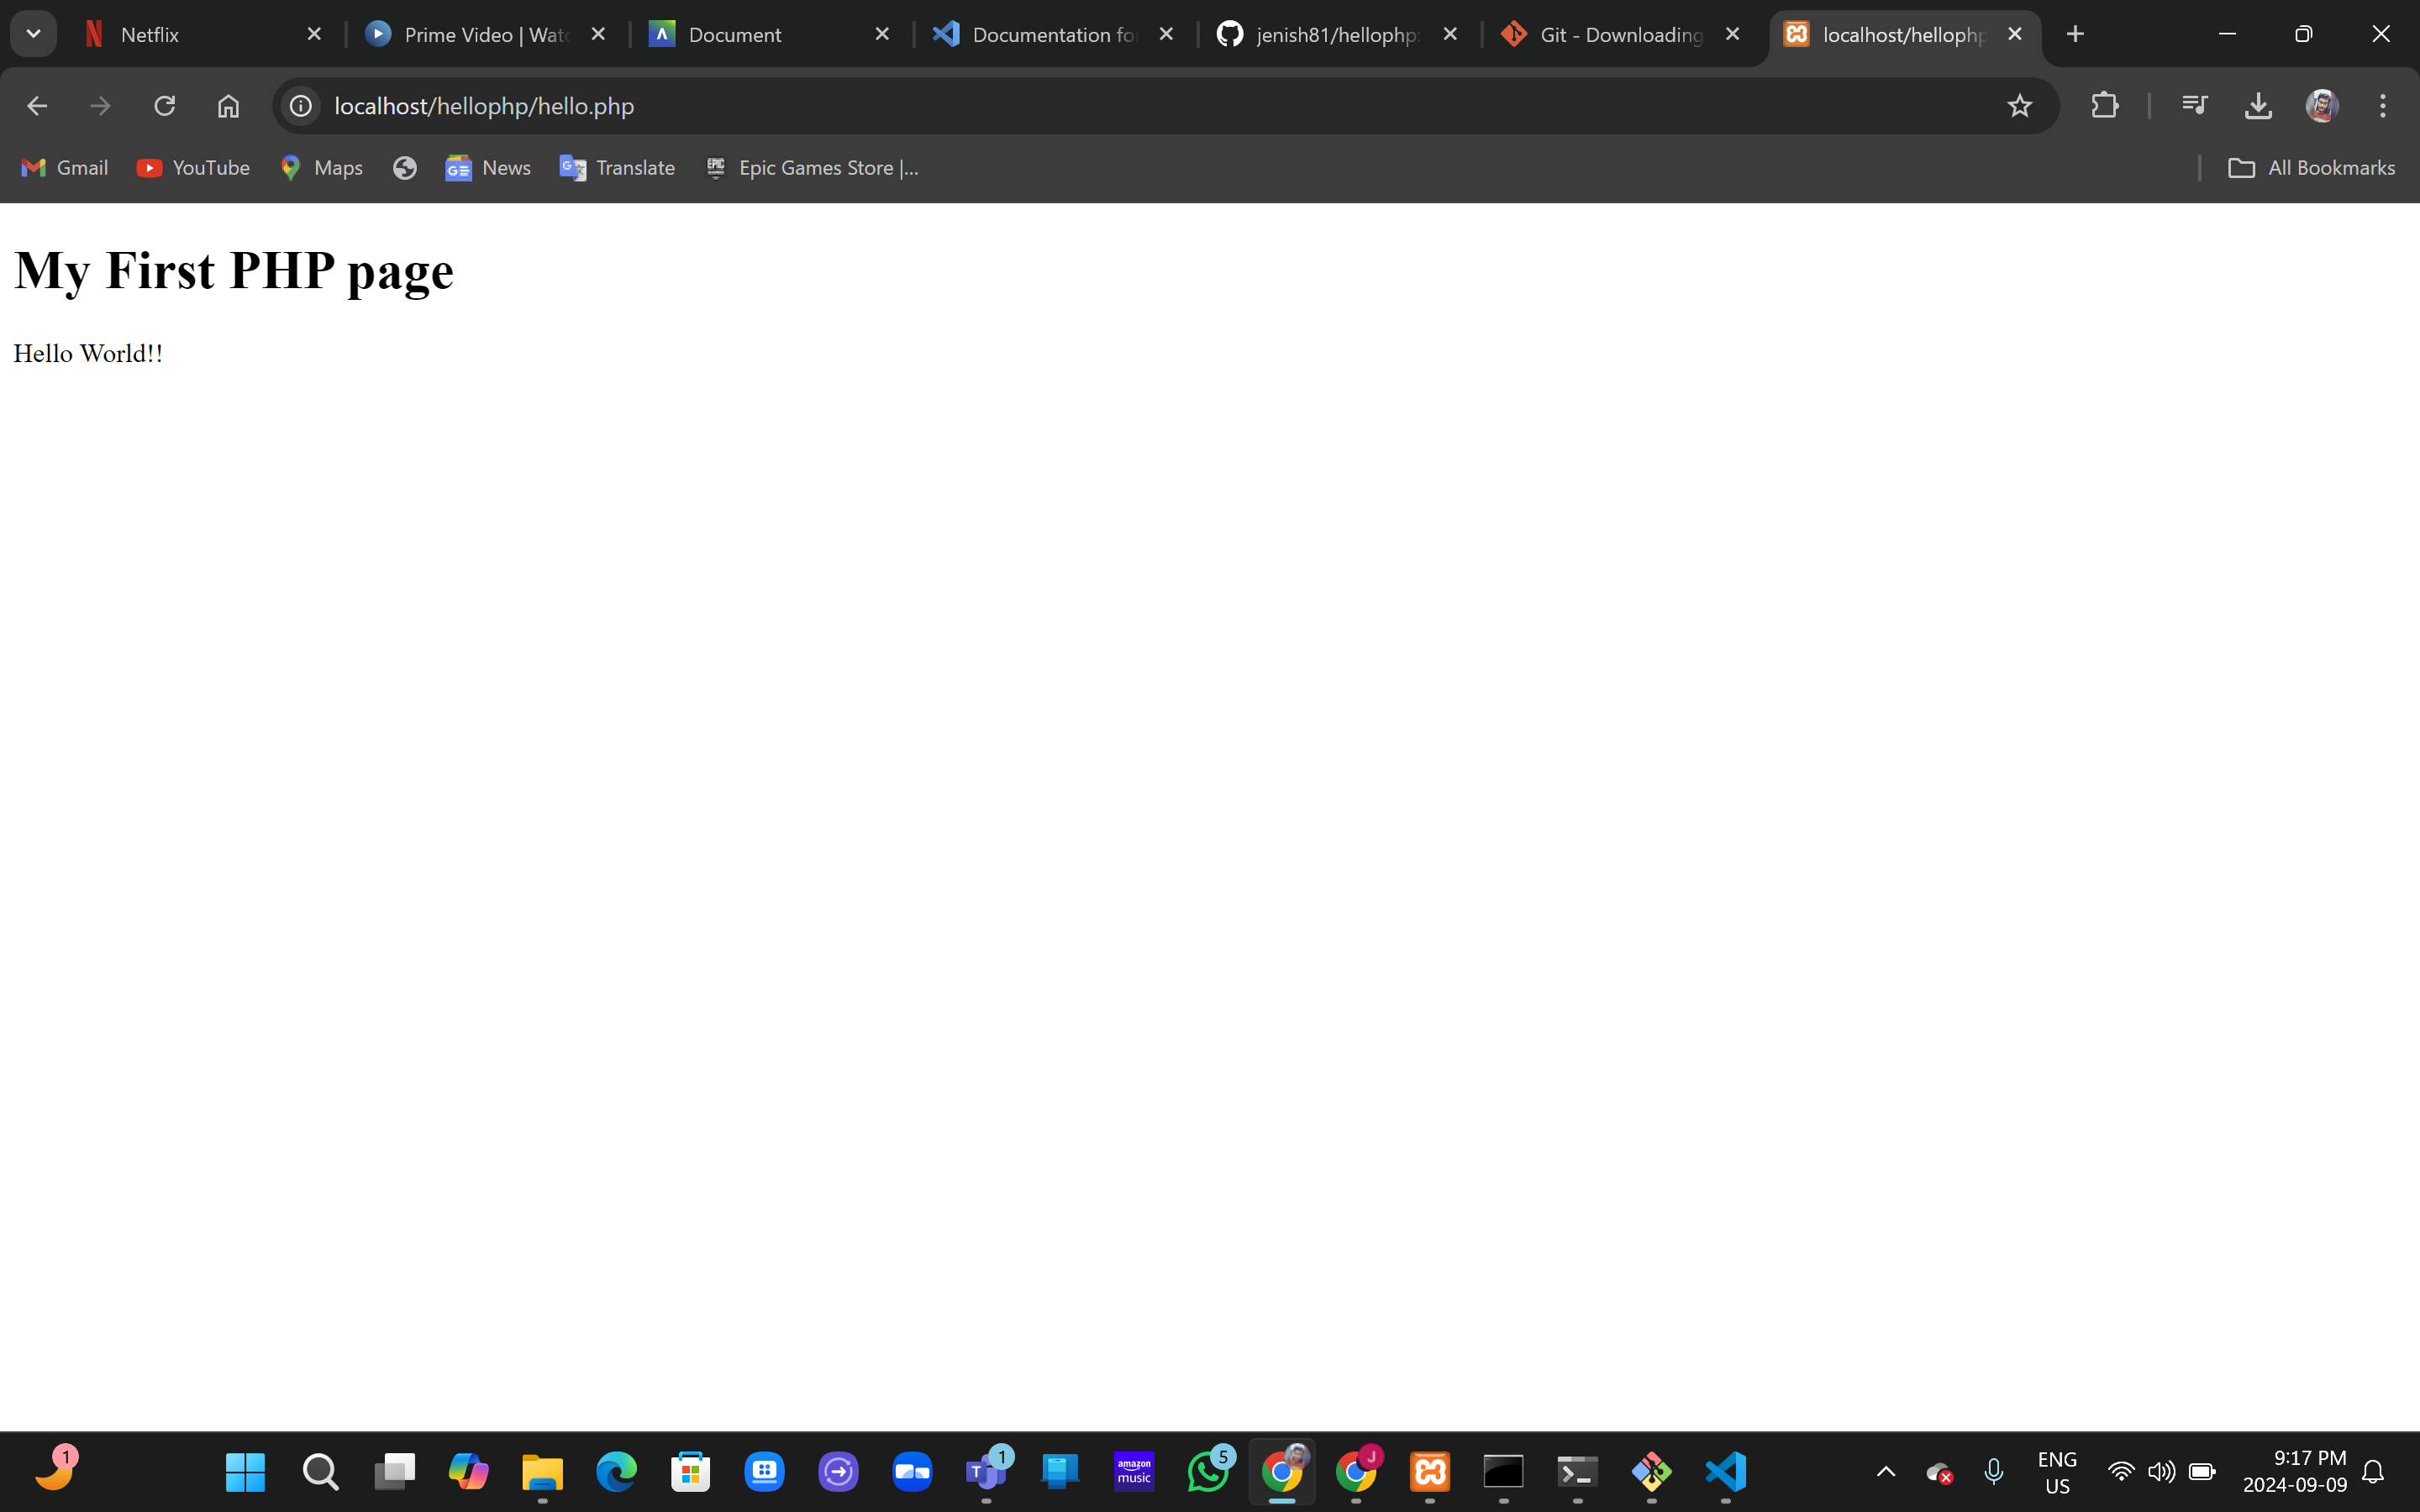 Netflix
Prime Video | Wat
Document
Documentation fo
jenish81/hellophp:
Git - Downloading
localhost/hellophp
localhost/hellophp/hello.php
Gmail
YouTube
Maps
News
Translate
Epic Games Store |...
All Bookmarks
My First PHP page
Hello World!!
1
1
amazon
music
5
J
ENG
US
9:17 PM
2024-09-09